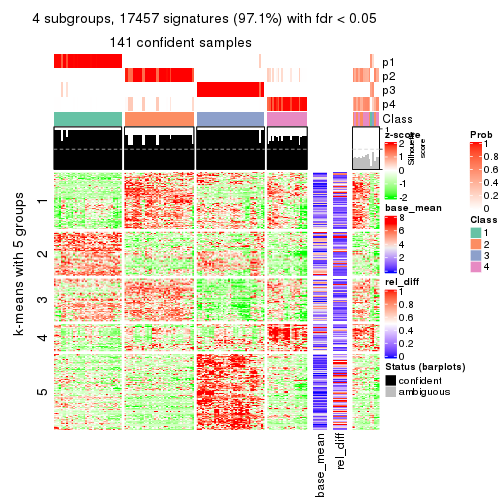 4 subgroups, 17457 signatures (97.1%) with fdr < 0.05
141 confident samples
p1
p2
p3
p4
Class
1
Silhouette
score
k-means with 5 groups
1
2
3
4
5
base_mean
rel_diff
z-score
2
1
0
-1
-2
base_mean
8
6
4
2
0
rel_diff
1
0.8
0.6
0.4
0.2
0
Status (barplots)
confident
ambiguous
Prob
1
0.8
0.6
0.4
0.2
0
Class
1
2
3
4